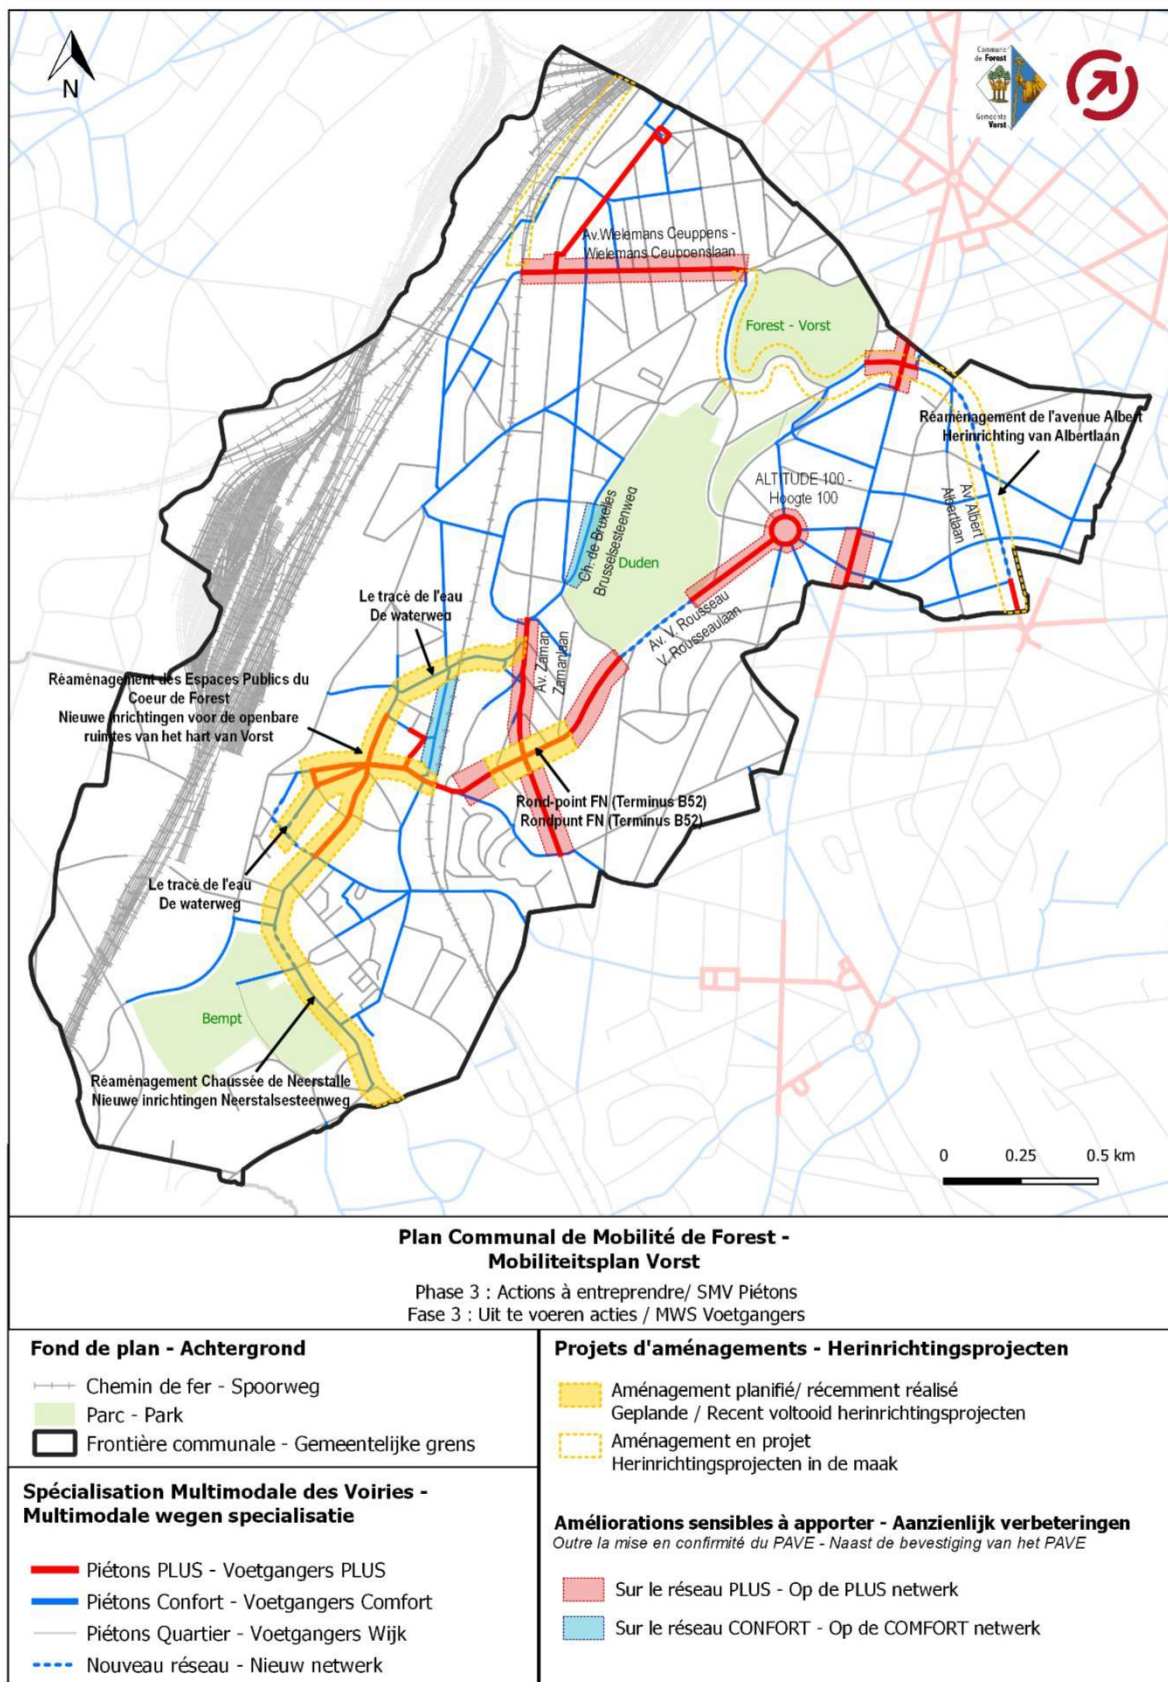 N
Commune
de Forest
Gemeente
Vorst
Av.Wielemans Ceuppens -
Wielemans Ceuppenslaan
Forest - Vorst
Réaménagement de l'avenue Albert
Herinrichting van Albertlaan
ALTITUDE 100 -
Hoogte 100
Av. Albert
Albertlaan
Ch. de Bruxelles
Brusselsesteenweg
Duden
Av. V. Rousseau
V. Rousseaulaan
Le tracé de l'eau
De waterweg
Av. Zaman
Zamanlaan
Réaménagement des Espaces Publics du
Coeur de Forest
Nieuwe inrichtingen voor de openbare
ruimtes van het hart van Vorst
Rond-point FN (Terminus B52)
Rondpunt FN (Terminus B52)
Le tracé de l'eau
De waterweg
Bempt
Réaménagement Chaussée de Neerstalle
Nieuwe inrichtingen Neerstalsesteenweg
0 0.25 0.5 km
Plan Communal de Mobilité de Forest -
Mobiliteitsplan Vorst
Phase 3 : Actions à entreprendre/ SMV Piétons
Fase 3 : Uit te voeren acties / MWS Voetgangers
Fond de plan - Achtergrond
Chemin de fer - Spoorweg
Parc - Park
Frontière communale - Gemeentelijke grens
Spécialisation Multimodale des Voiries -
Multimodale wegen specialisatie
Piétons PLUS - Voetgangers PLUS
Piétons Confort - Voetgangers Comfort
Piétons Quartier - Voetgangers Wijk
Nouveau réseau - Nieuw netwerk
Projets d'aménagements - Herinrichtingsprojecten
Aménagement planifié/ récemment réalisé
Geplande / Recent voltooid herinrichtingsprojecten
Aménagement en projet
Herinrichtingsprojecten in de maak
Améliorations sensibles à apporter - Aanzienlijk verbeteringen
Outre la mise en confirmité du PAVE - Naast de bevestiging van het PAVE
Sur le réseau PLUS - Op de PLUS netwerk
Sur le réseau CONFORT - Op de COMFORT netwerk